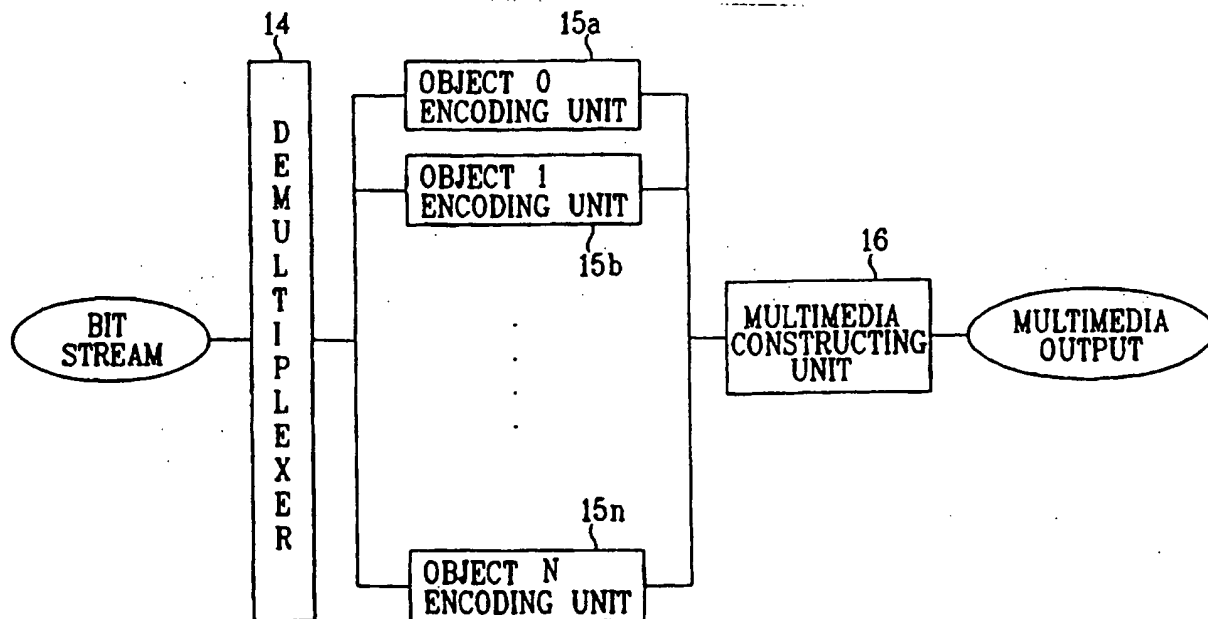 14
15a
OBJECT 0
ENCODING UNIT
DEMULTIPLEXER
OBJECT 1
ENCODING UNIT
15b
16
BIT
STREAM
MULTIMEDIA
CONSTRUCTING
UNIT
MULTIMEDIA
OUTPUT
15n
OBJECT N
ENCODING UNIT